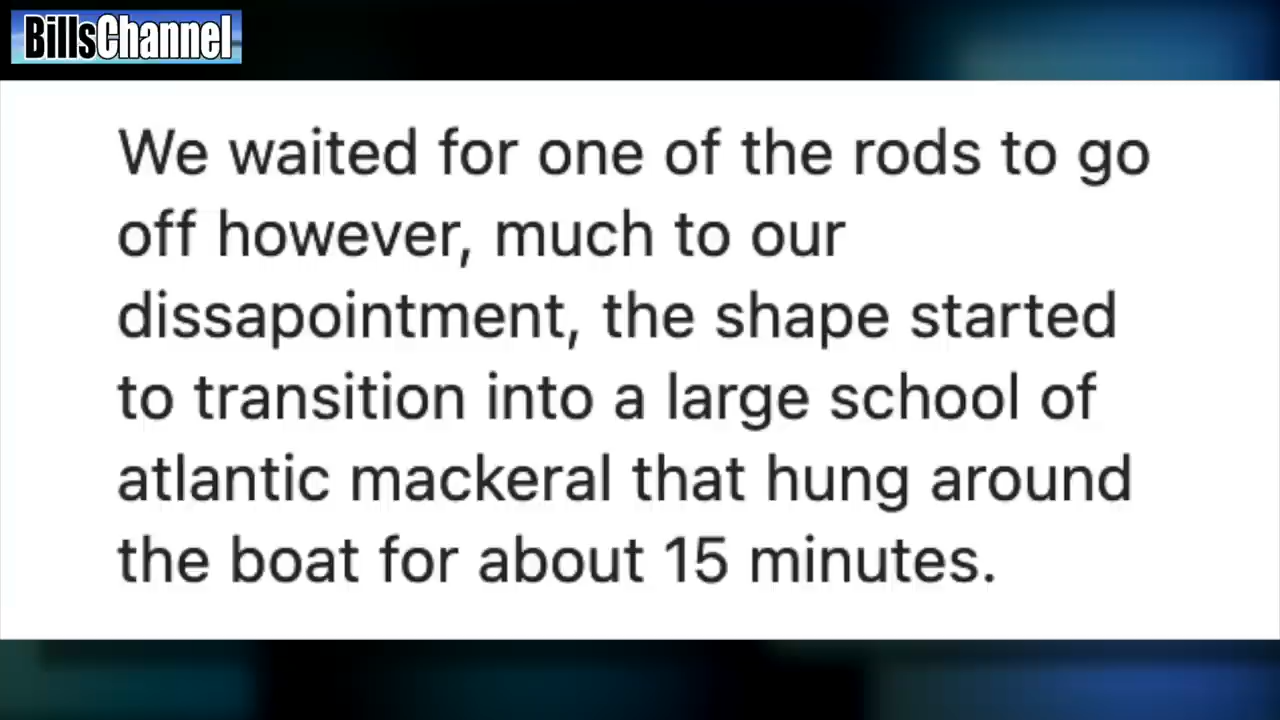 BillsChannel
We waited for one of the rods to go
off however, much to our
dissapointment, the shape started
to transition into a large school of
atlantic mackeral that hung around
the boat for about 15 minutes.